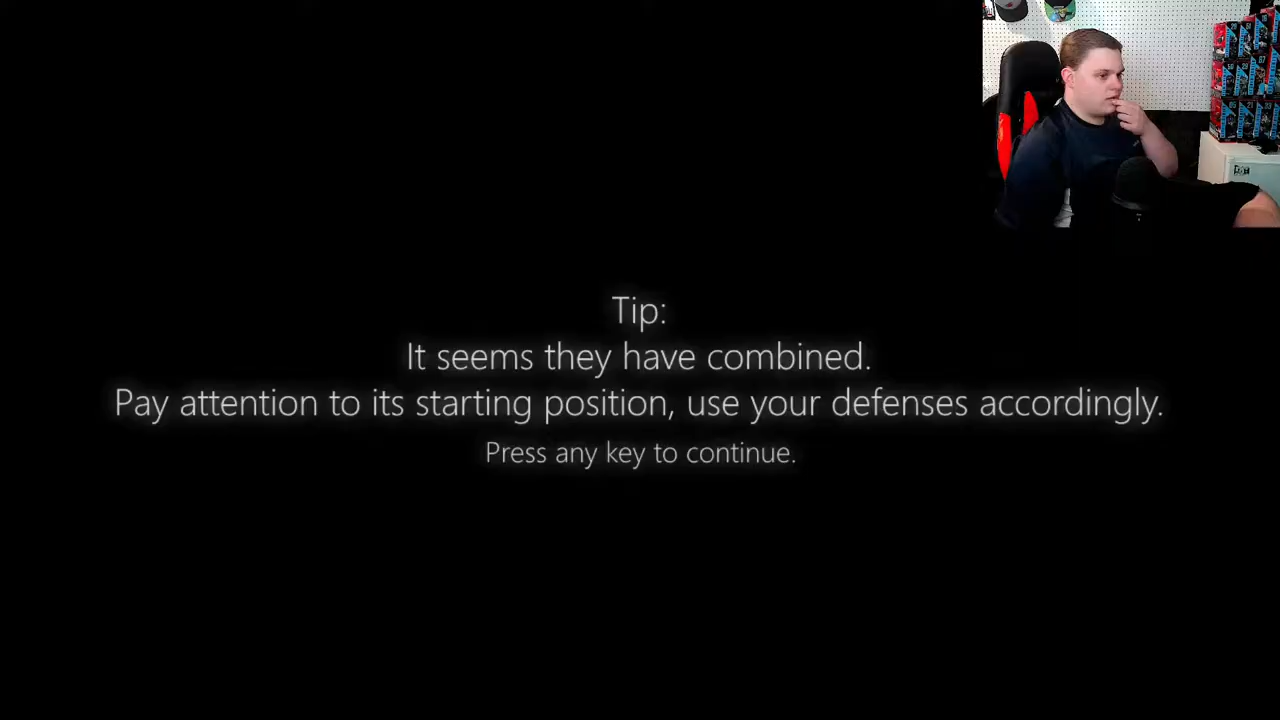 Tip:
It seems they have combined.
Pay attention to its starting position, use your defenses accordingly.
Press any key to continue.